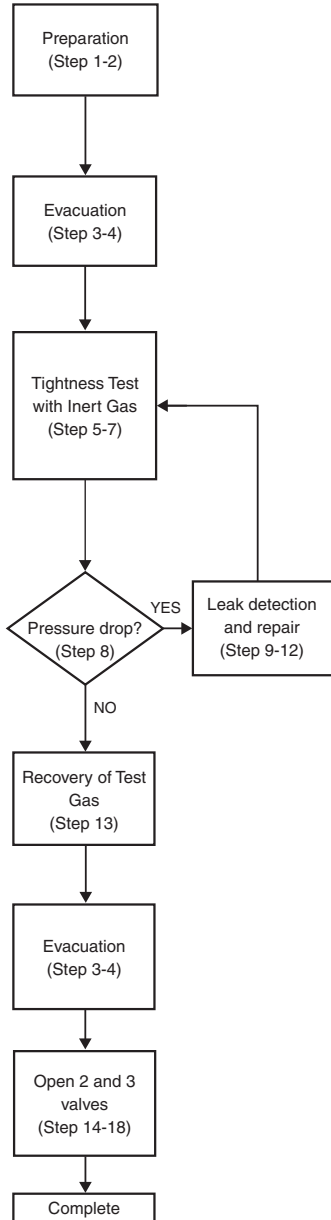 Preparation
(Step 1-2)
Evacuation
(Step 3-4)
Tightness Test
with Inert Gas
(Step 5-7)
Pressure drop?
(Step 8)
YES
Leak detection
and repair
(Step 9-12)
NO
Recovery of Test
Gas
(Step 13)
Evacuation
(Step 3-4)
Open 2 and 3
valves
(Step 14-18)
Complete